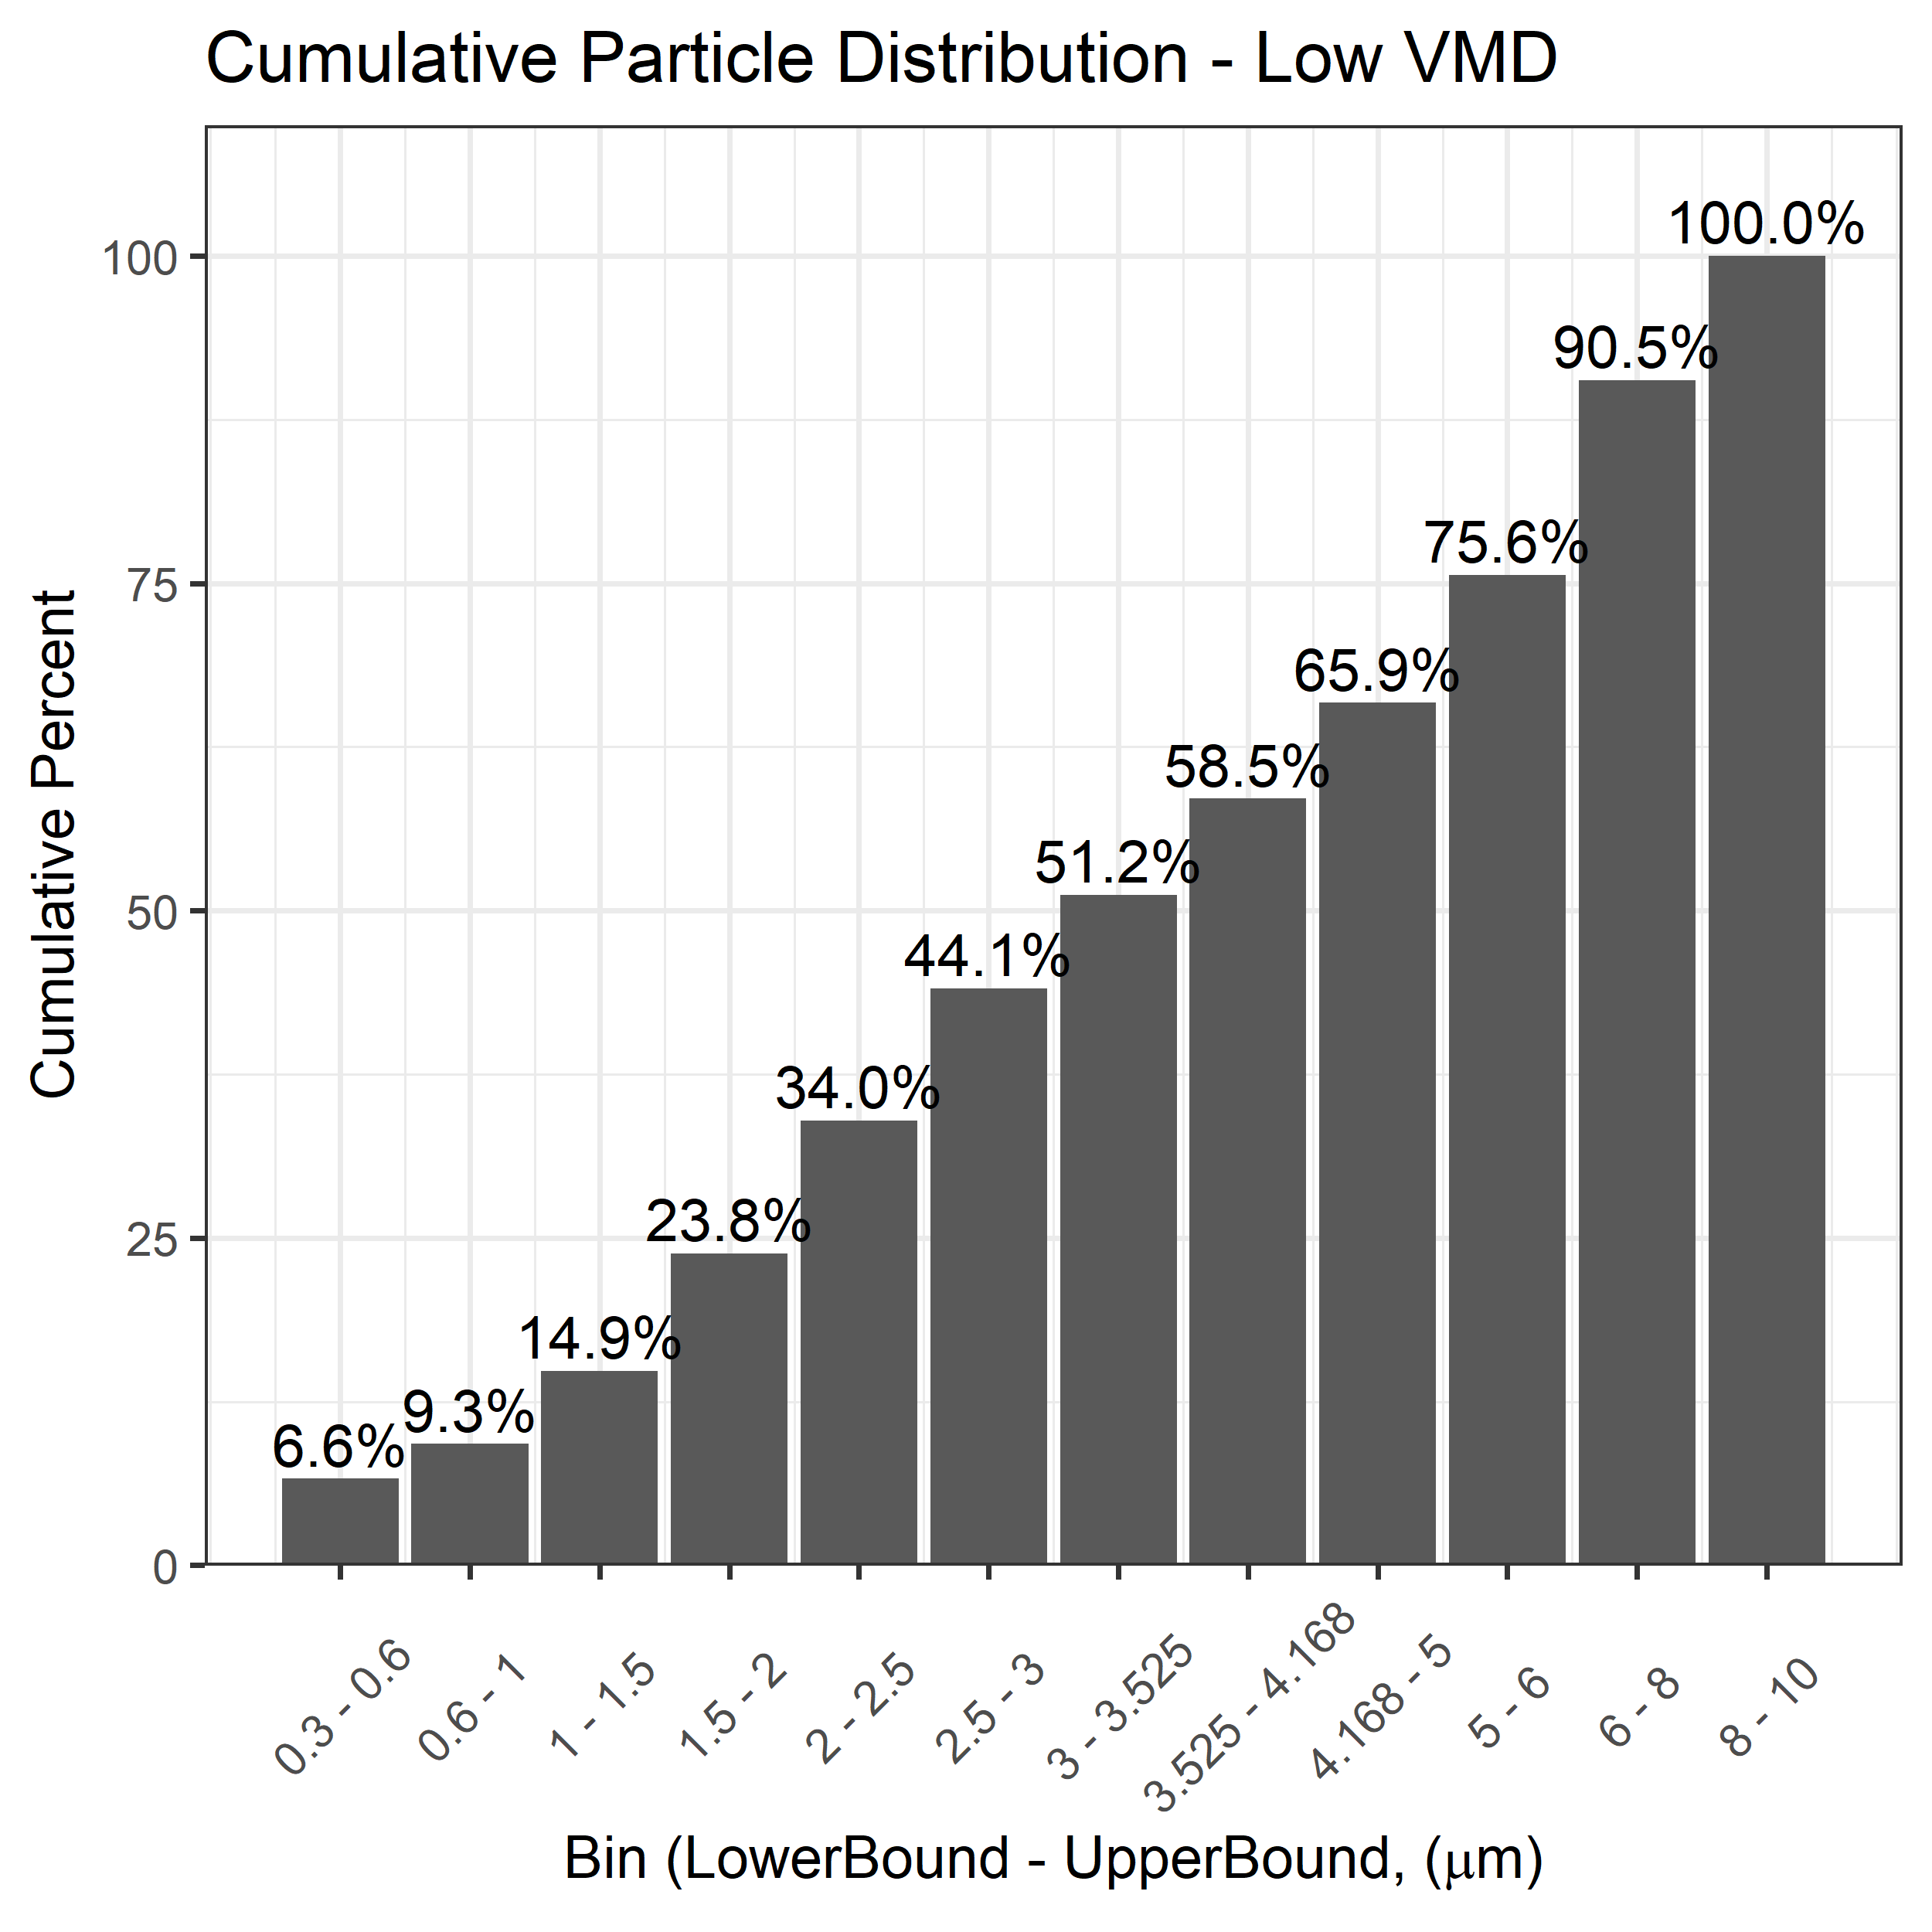 Cumulative Particle Distribution - Low VMD
Cumulative Percent
100
75
50
25
0
6.6%
9.3%
14.9%
23.8%
34.0%
44.1%
51.2%
58.5%
65.9%
75.6%
90.5%
100.0%
0.3 - 0.6
0.6 - 1
1 - 1.5
1.5 - 2
2 - 2.5
2.5 - 3
3 - 3.525
3.525 - 4.168
4.168 - 5
5 - 6
6 - 8
8 - 10
Bin (LowerBound - UpperBound, (μm)